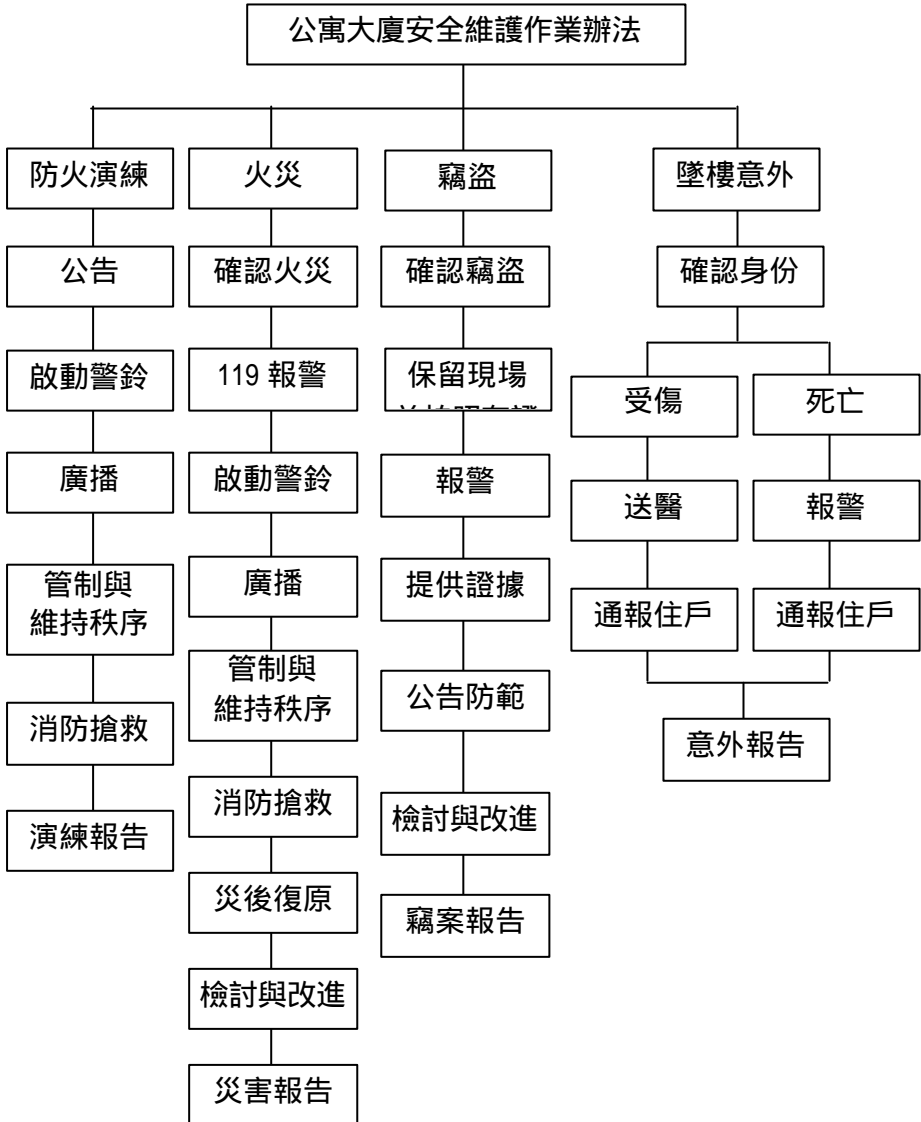 公寓大廈安全維護作業辦法
防火演練
公告
啟動警鈴
廣播
管制與
維持秩序
消防搶救
演練報告
火災
確認火災
119 報警
啟動警鈴
廣播
管制與
維持秩序
消防搶救
災後復原
檢討與改進
災害報告
竊盜
確認竊盜
保留現場
報警
提供證據
公告防範
檢討與改進
竊案報告
墜樓意外
確認身份
受傷
送醫
通報住戶
死亡
報警
通報住戶
意外報告